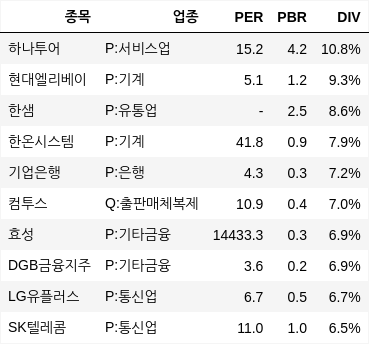 종목 업종 PER PBR DIV
하나투어 P:서비스업 15.2 4.2 10.8%
현대엘리베이 P:기계 5.1 1.2 9.3%
한샘 P:유통업 - 2.5 8.6%
한온시스템 P:기계 41.8 0.9 7.9%
기업은행 P:은행 4.3 0.3 7.2%
컴투스 Q:출판매체복제 10.9 0.4 7.0%
효성 P:기타금융 14433.3 0.3 6.9%
DGB금융지주 P:기타금융 3.6 0.2 6.9%
LG유플러스 P:통신업 6.7 0.5 6.7%
SK텔레콤 P:통신업 11.0 1.0 6.5%